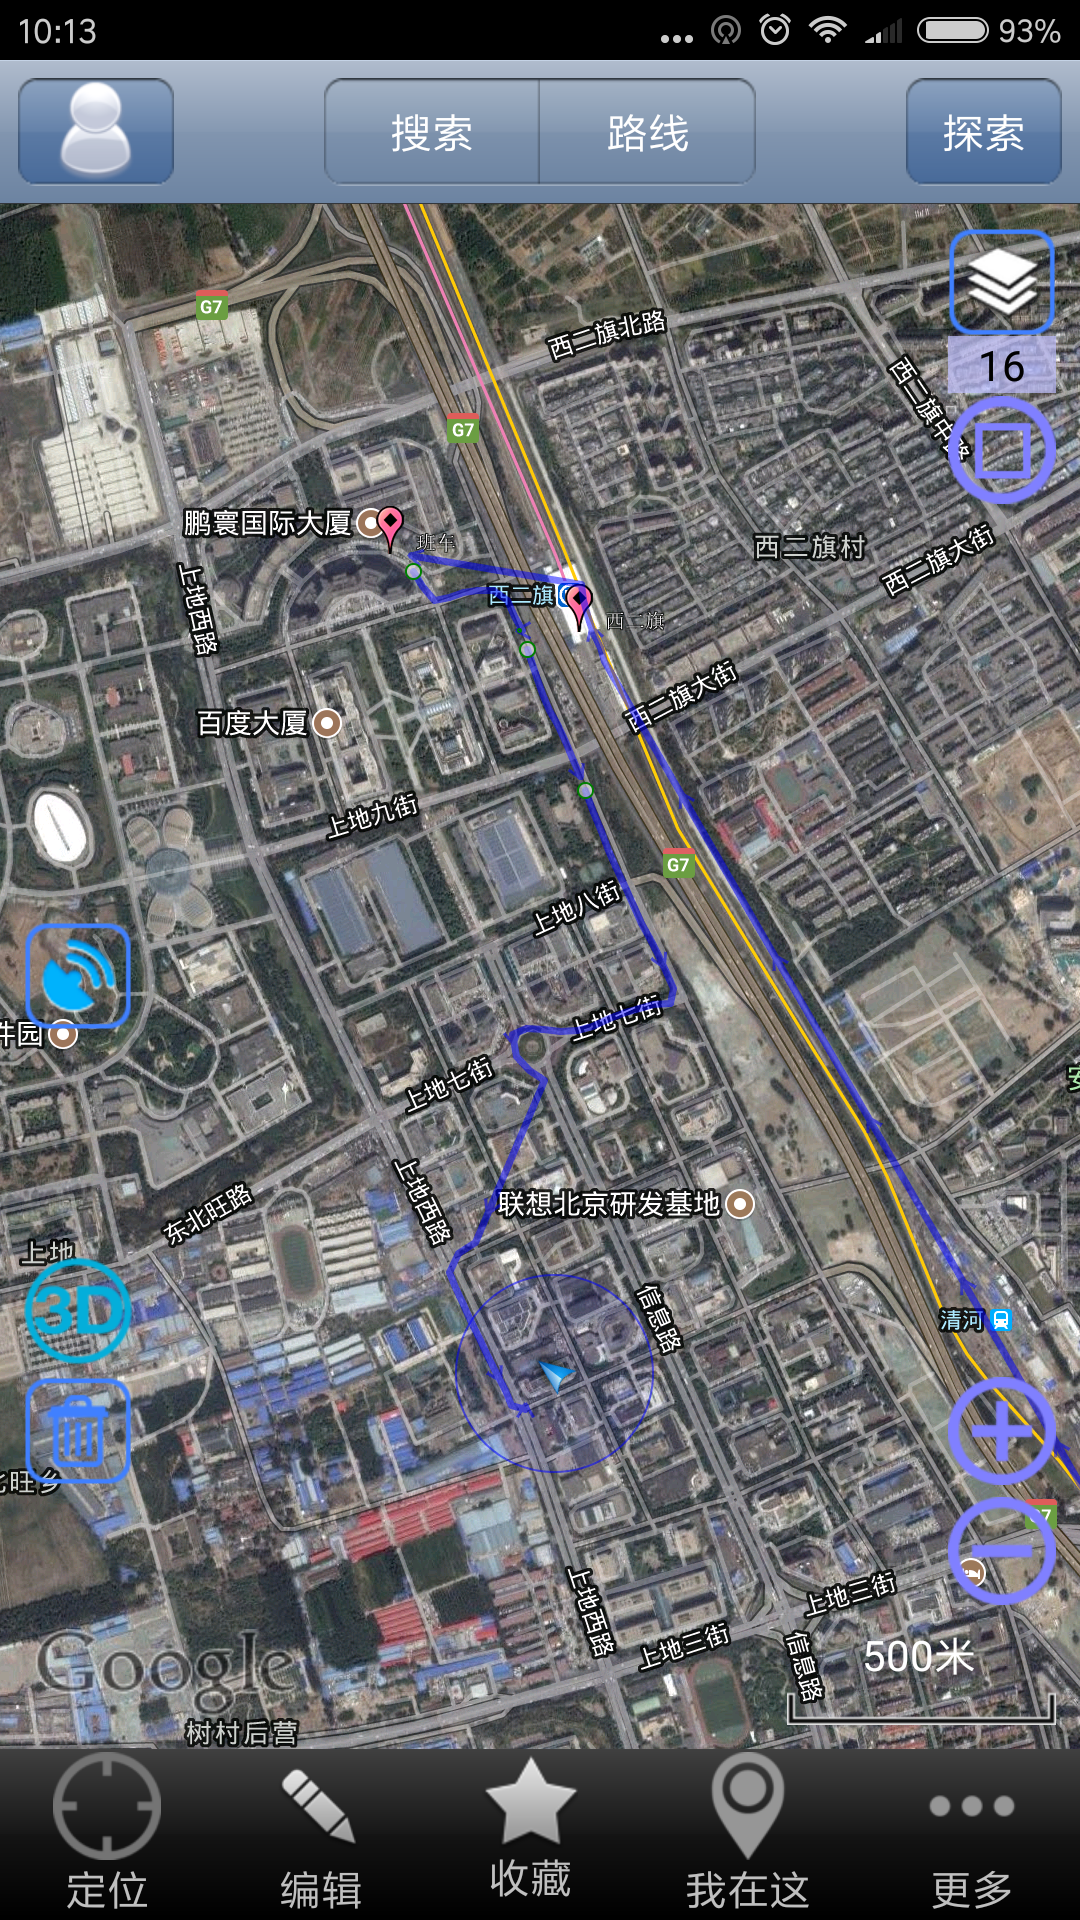 10:13
93%
搜索
路线
探索
G7
西二旗北路
16
西二旗中路
G7
鹏寰国际大厦
班车
西二旗村
西二旗大街
西二旗
西二旗
上地西路
西二旗大街
百度大厦
上地九街
G7
上地八街
件园
上地七街
上地七街
安
上地西路
联想北京研发基地
东北旺路
上地
3D
信息路
清河
北旺乡
G7
上地西路
上地三街
上地三街
信息路
500米
Google
树村后营
定位
编辑
收藏
我在这
更多